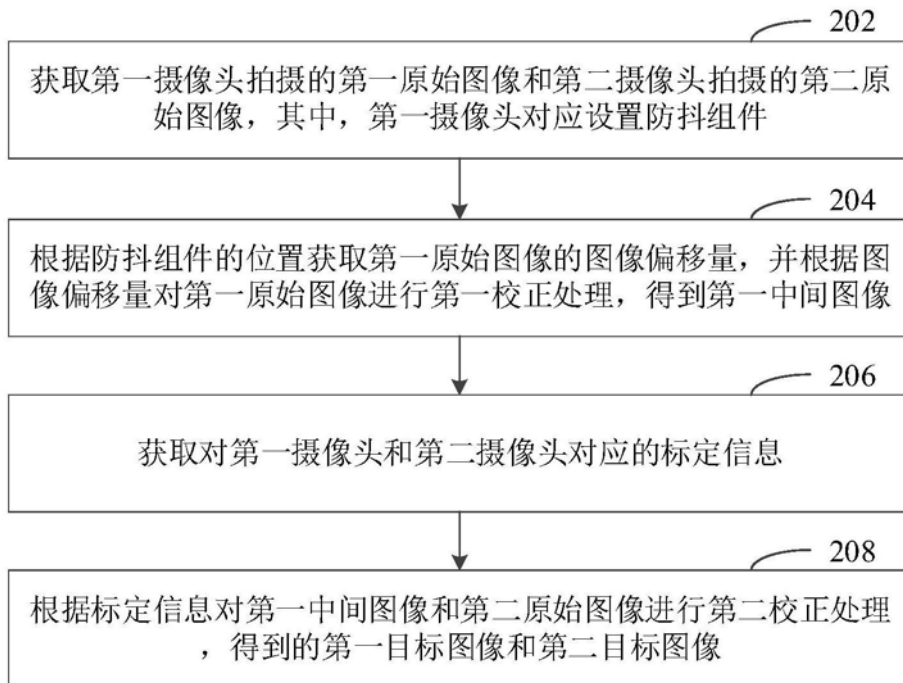 202
获取第一摄像头拍摄的第一原始图像和第二摄像头拍摄的第二原
始图像，其中，第一摄像头对应设置防抖组件
204
根据防抖组件的位置获取第一原始图像的图像偏移量，并根据图
像偏移量对第一原始图像进行第一校正处理，得到第一中间图像
206
获取对第一摄像头和第二摄像头对应的标定信息
208
根据标定信息对第一中间图像和第二原始图像进行第二校正处理
，得到的第一目标图像和第二目标图像